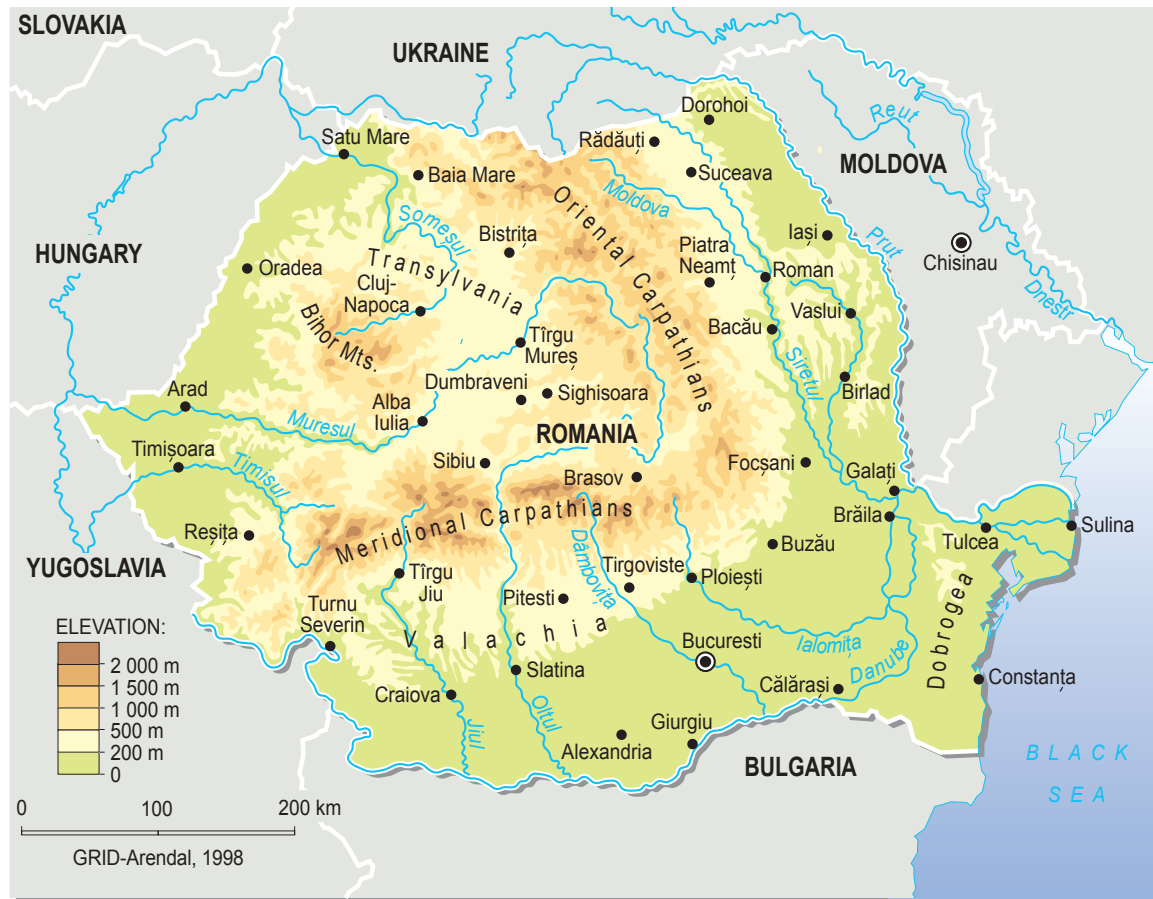 SLOVAKIA
UKRAINE
Dorohoi
Reut
Satu Mare
Rădăuți
MOLDOVA
Baia Mare
Suceava
Moldova
Oriental Carpathians
Somesul
Iași
Prut
HUNGARY
Bistrița
Piatra
Neamț
Chisinau
Oradea
Transylvania
Roman
Dnestr
Cluj-
Napoca
Vaslui
Bihor Mts.
Bacău
Tîrgu
Mureș
Siretul
Dumbraveni
Sighisoara
Birlad
Arad
Alba
Iulia
Muresul
ROMANIA
Timișoara
Timisul
Sibiu
Brasov
Focșani
Galați
Brăila
Reșița
Meridional Carpathians
Tulcea
Sulina
Dâmbovița
Buzău
YUGOSLAVIA
Tîrgu
Jiu
Tirgoviste
Ploiești
Pitesti
Turnu
Severin
Valachia
Dobrogea
ELEVATION:
2 000 m
1 500 m
1 000 m
500 m
200 m
0
Bucuresti
Ialomița
Danube
Slatina
Constanța
Craiova
Călărași
Jiul
Oltul
Alexandria
Giurgiu
BULGARIA
BLACK
SEA
0 100 200 km
GRID-Arendal, 1998